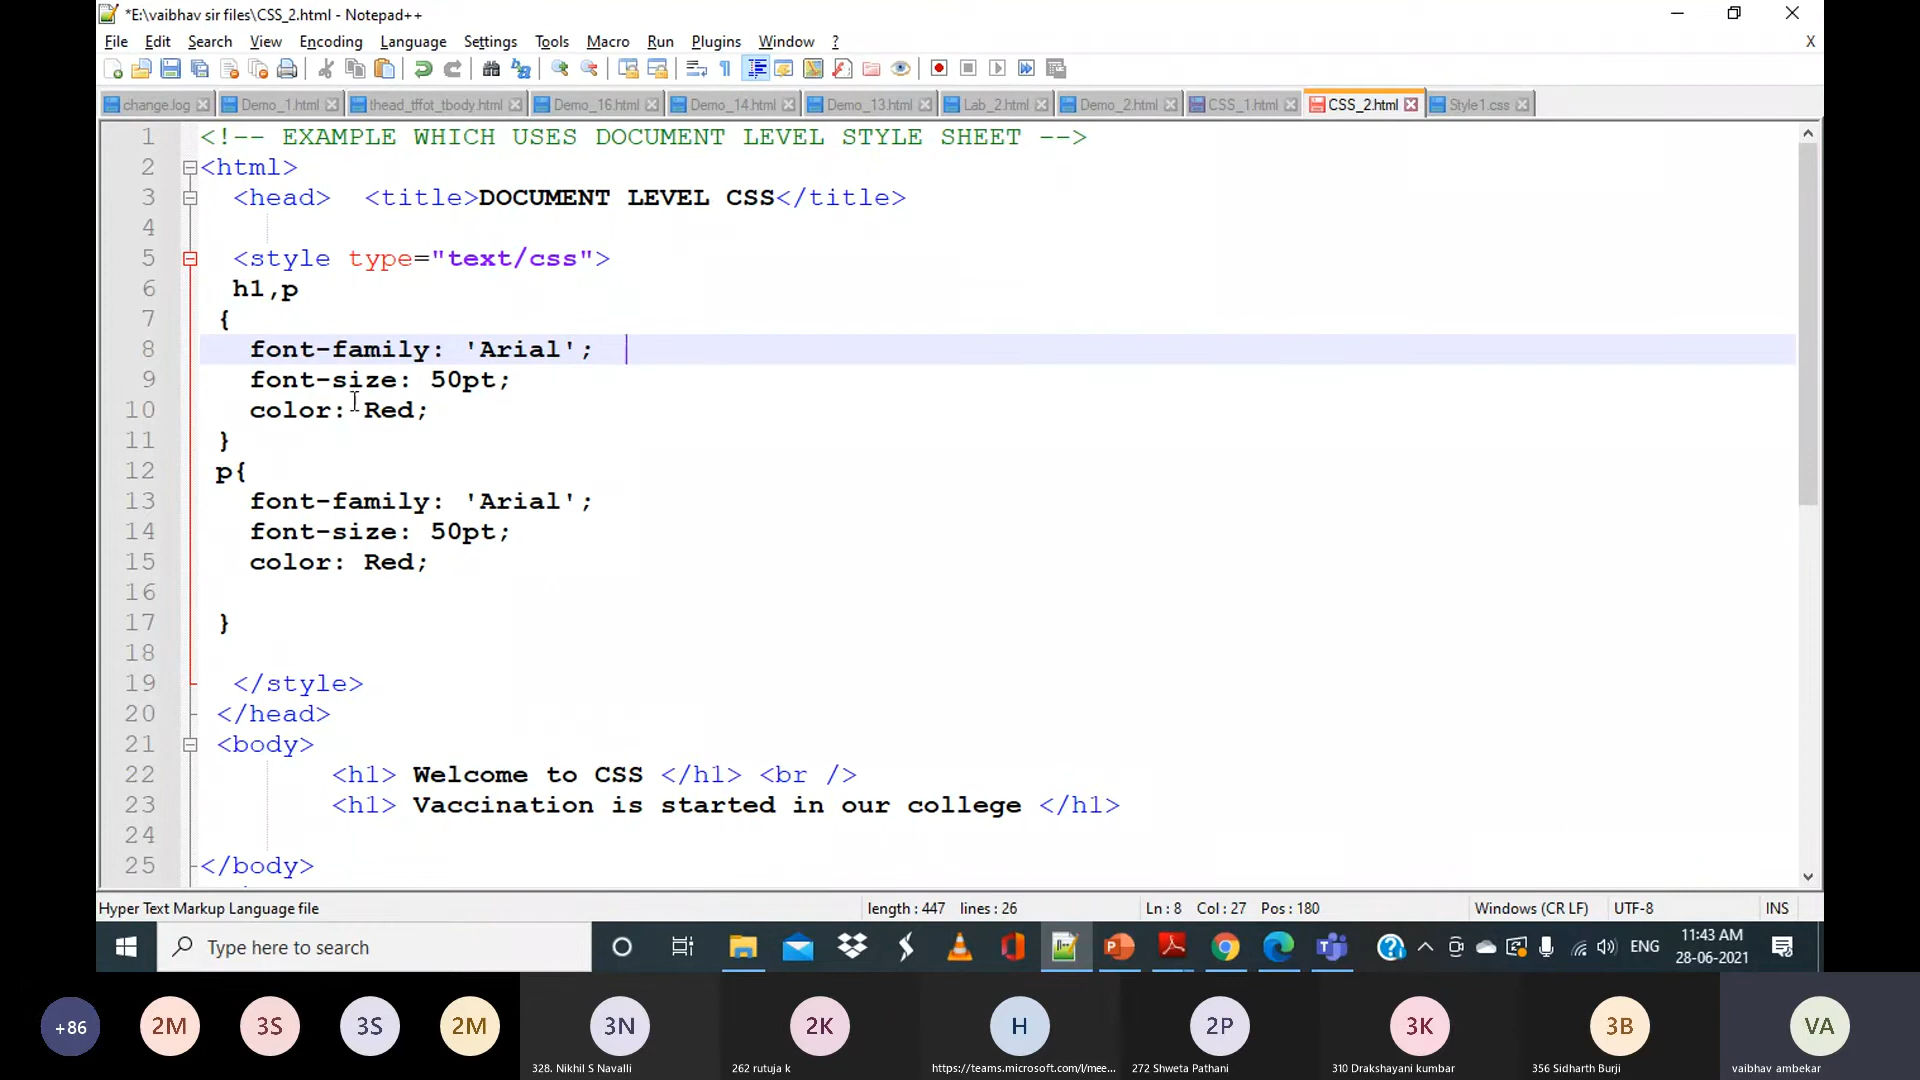 *E:\vaibhav sir files\CSS_2.html - Notepad++
File Edit Search View Encoding Language Settings Tools Macro Run Plugins Window ? X
change.log Demo_1.html thead_tffot_tbody.html Demo_16.html Demo_14.html Demo_13.html Lab_2.html Demo_2.html CSS_1.html CSS_2.html Style1.css
1 <!-- EXAMPLE WHICH USES DOCUMENT LEVEL STYLE SHEET -->
2 <html>
3 <head> <title>DOCUMENT LEVEL CSS</title>
4
5 <style type="text/css">
6 h1,p
7 {
8 font-family: 'Arial';
9 font-size: 50pt;
10 color: Red;
11 }
12 p{
13 font-family: 'Arial';
14 font-size: 50pt;
15 color: Red;
16
17 }
18
19 </style>
20 </head>
21 <body>
22 <h1> Welcome to CSS </h1> <br />
23 <h1> Vaccination is started in our college </h1>
24
25 </body>
Hyper Text Markup Language file length : 447 lines : 26 Ln : 8 Col : 27 Pos : 180 Windows (CR LF) UTF-8 INS
Type here to search ENG 11:43 AM
28-06-2021
+86 2M 3S 3S 2M 3N 2K H 2P 3K 3B VA
328. Nikhil S Navalli 262 rutuja k https://teams.microsoft.com/l/mee... 272 Shweta Pathani 310 Drakshayani kumbar 356 Sidharth Burji vaibhav ambekar